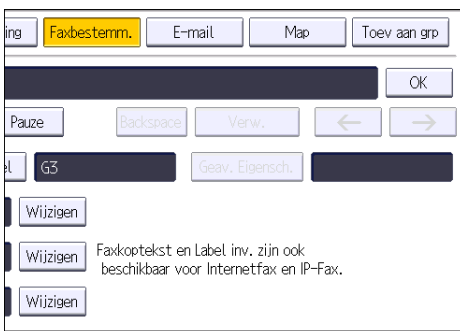 ing Faxbestemm. E-mail Map Toev aan grp
OK
Pauze Backspace Verw. ← →
el G3 Geav. Eigensch.
Wijzigen
Wijzigen Faxkoptekst en Label inv. zijn ook
beschikbaar voor Internetfax en IP-Fax.
Wijzigen